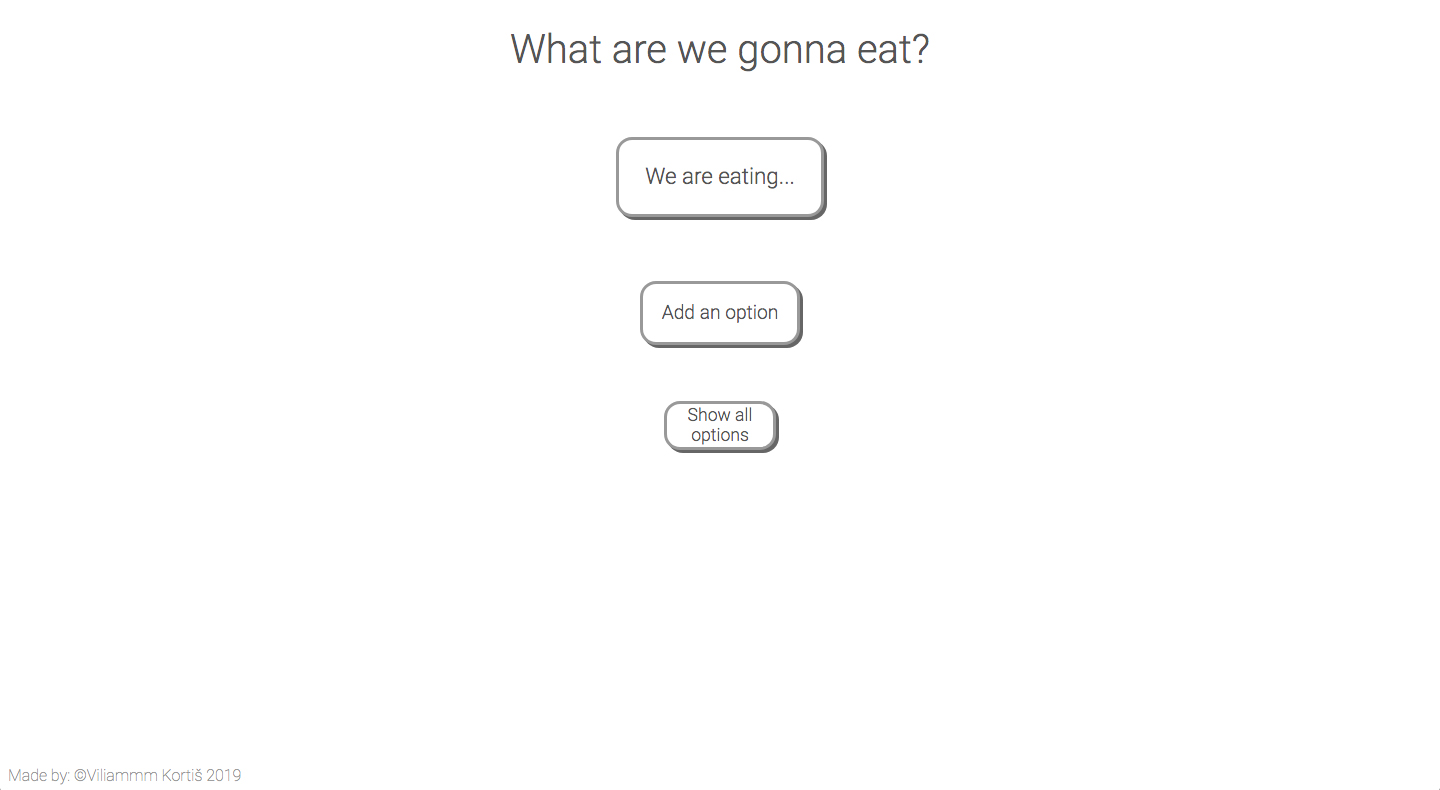 What are we gonna eat?
We are eating...
Add an option
Show all
options
Made by: ©Viliammm Kortiš 2019